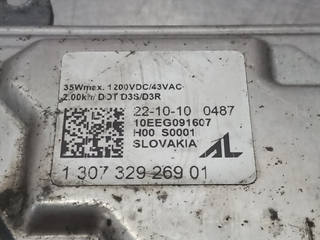 35Wmax. 1200VDC/43VAC
2.00kh/ DOT D3S/D3R
22-10-10 0487
10EEG091607
H00 S0001
SLOVAKIA AL
1 307 329 269 01